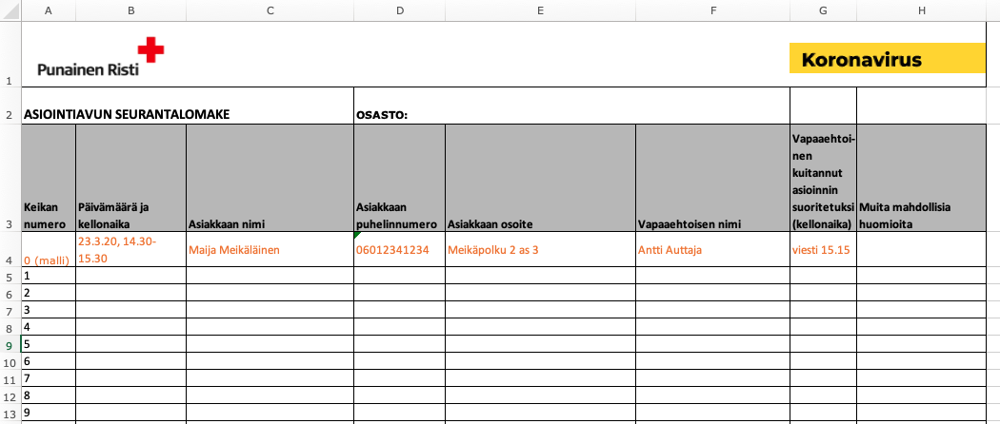 A B C D E F G H
1
Punainen Risti
Koronavirus
2 ASIOINTIAVUN SEURANTALOMAKE OSASTO:
3
Keikan
numero
Päivämäärä ja
kellonaika
Asiakkaan nimi
Asiakkaan
puhelinnumero
Asiakkaan osoite
Vapaaehtoisen nimi
Vapaaehtoi-
nen
kuitannut
asioinnin
suoritetuksi
(kellonaika)
Muita mahdollisia
huomioita
4
0 (malli)
23.3.20, 14.30-
15.30
Maija Meikäläinen
06012341234
Meikäpolku 2 as 3
Antti Auttaja
viesti 15.15
5 1
6 2
7 3
8 4
9 5
10 6
11 7
12 8
13 9